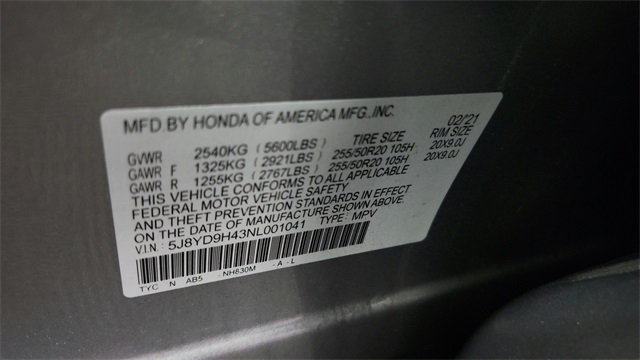 MFD. BY HONDA OF AMERICA MFG., INC. 02/21
TIRE SIZE RIM SIZE
GVWR 2540KG (5600LBS)
GAWR F 1325KG (2921LBS) 255/50R20 105H 20X9.0J
GAWR R 1255KG (2767LBS) 255/50R20 105H 20X9.0J
THIS VEHICLE CONFORMS TO ALL APPLICABLE
FEDERAL MOTOR VEHICLE SAFETY
AND THEFT PREVENTION STANDARDS IN EFFECT
ON THE DATE OF MANUFACTURE SHOWN ABOVE.
V.I.N: 5J8YD9H43NL001041 TYPE: MPV
TYC N AB5 - NH830M - A - L